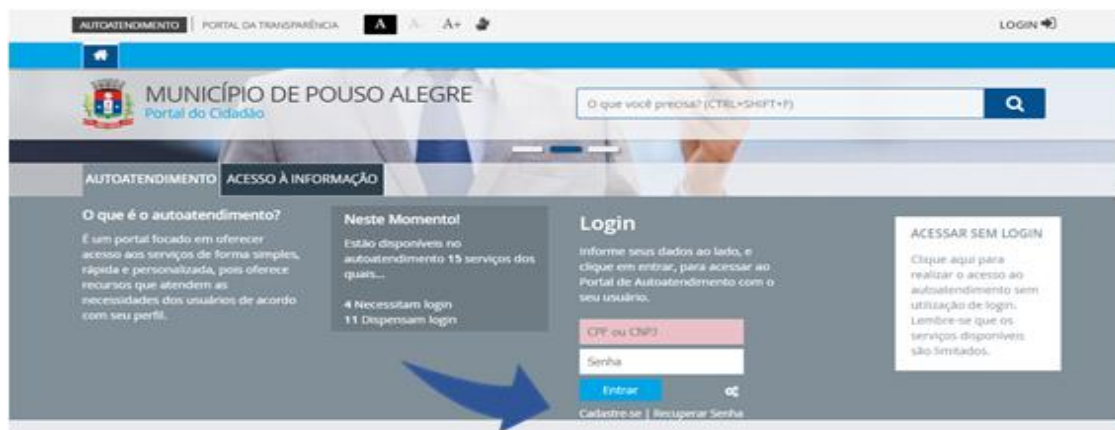 AUTOATENDIMENTO | PORTAL DA TRANSPARÊNCIA A A- A+ LOGIN
MUNICÍPIO DE POUSO ALEGRE
Portal do Cidadão
O que você precisa? (CTRL+SHIFT+F)
AUTOATENDIMENTO ACESSO À INFORMAÇÃO
O que é o autoatendimento?
É um portal focado em oferecer
acesso aos serviços de forma simples,
rápida e personalizada, pois oferece
recursos que atendem as
necessidades dos usuários de acordo
com seu perfil.
Neste Momento!
Estão disponíveis no
autoatendimento 15 serviços dos
quais...
4 Necessitam login
11 Dispensam login
Login
Informe seus dados ao lado, e
clique em entrar, para acessar ao
Portal de Autoatendimento com o
seu usuário.
CPF ou CNPJ
Senha
Entrar
Cadastre-se | Recuperar Senha
ACESSAR SEM LOGIN
Clique aqui para
realizar o acesso ao
autoatendimento sem
utilização de login.
Lembre-se que os
serviços disponíveis
são limitados.